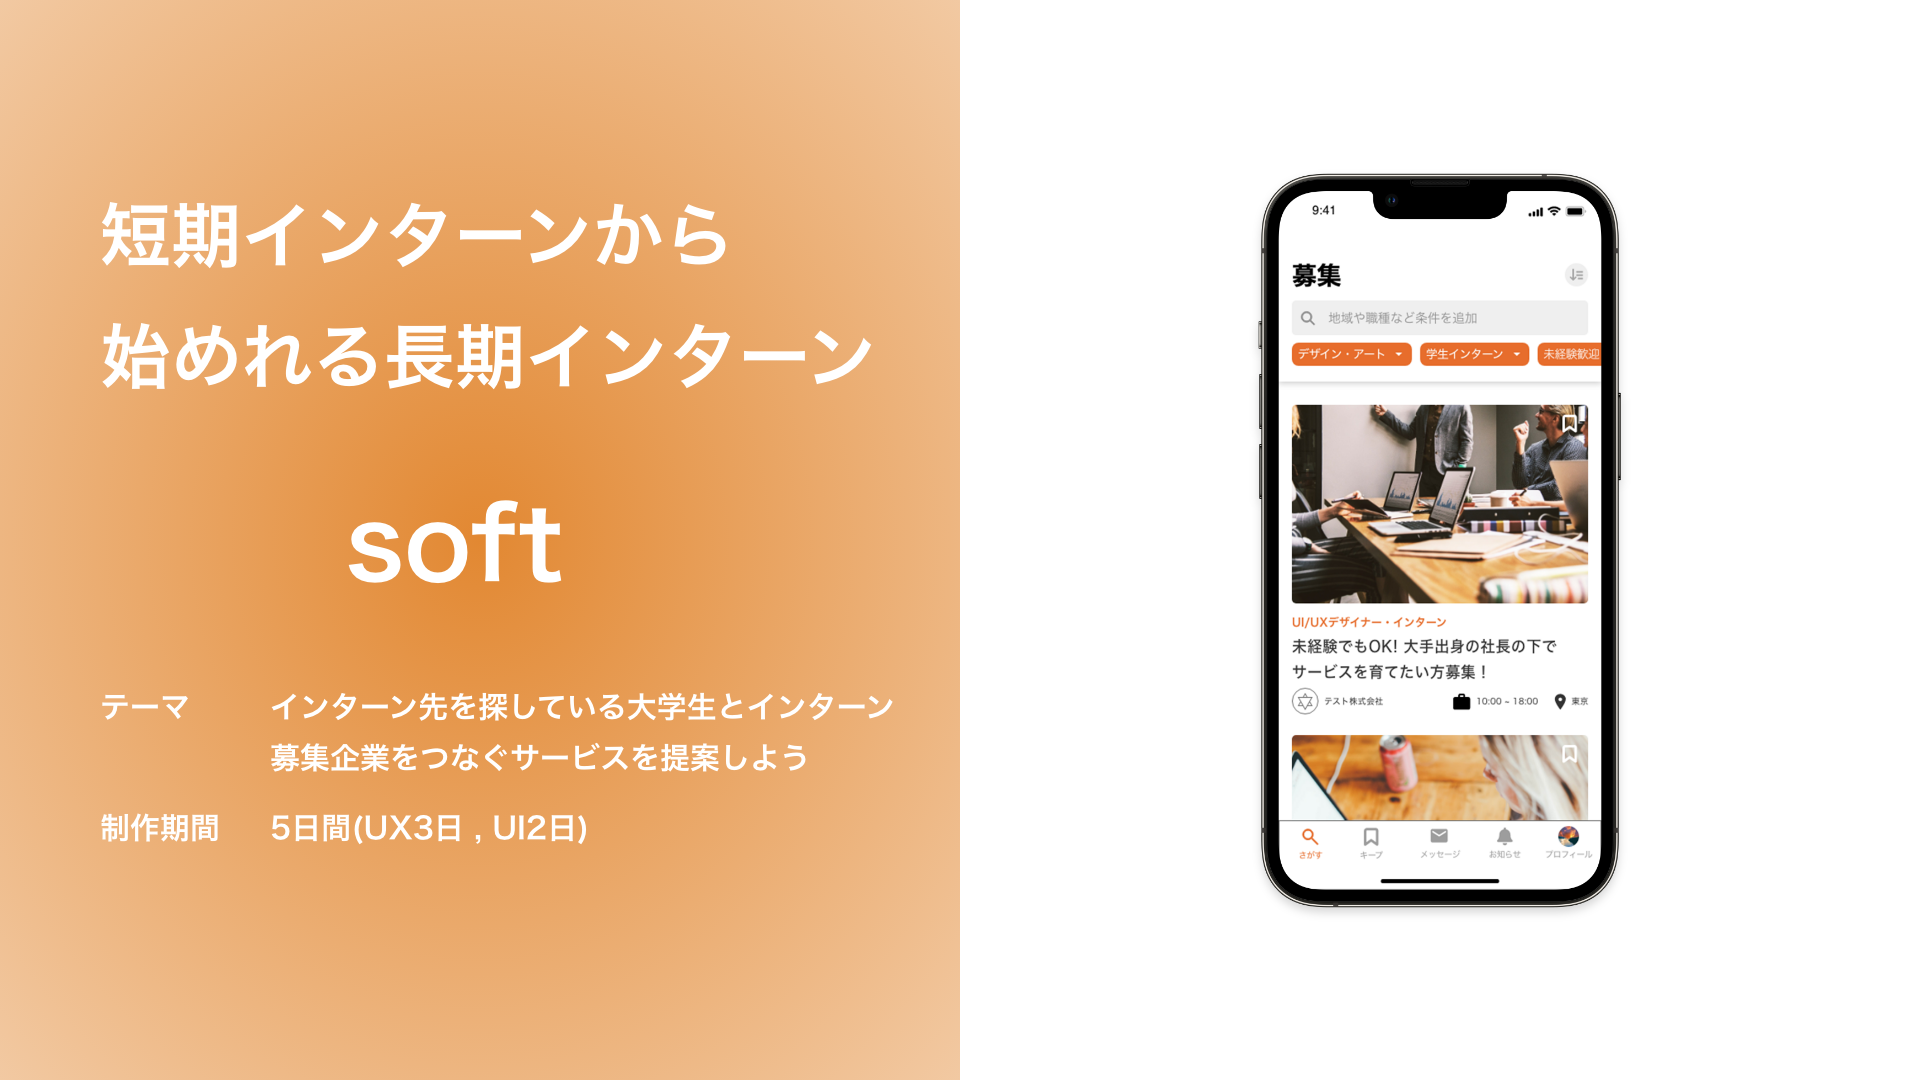 短期インターンから
始めれる長期インターン
soft
テーマ
インターン先を探している大学生とインターン
募集企業をつなぐサービスを提案しよう
制作期間
5日間(UX3日 , UI2日)
9:41
募集
地域や職種など条件を追加
デザイン・アート
学生インターン
未経験歓迎
UI/UXデザイナー・インターン
未経験でもOK! 大手出身の社長の下で
サービスを育てたい方募集！
テスト株式会社
10:00 ~ 18:00
東京
さがす
キープ
メッセージ
お知らせ
プロフィール